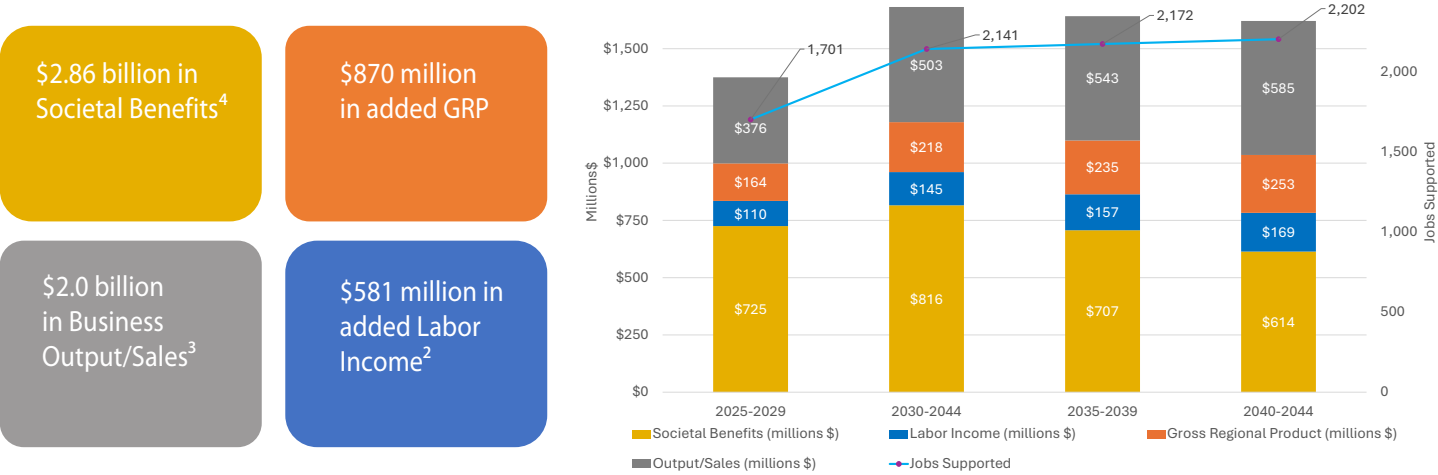 $2.86 billion in
Societal Benefits⁴
$870 million
in added GRP
$2.0 billion
in Business
Output/Sales³
$581 million in
added Labor
Income²
Millions$
$1,500
$1,250
$1,000
$750
$500
$250
$0
2,000
1,500
1,000
500
0
Jobs Supported
1,701
2,141
2,172
2,202
$376
$503
$543
$585
$164
$218
$235
$253
$110
$145
$157
$169
$725
$816
$707
$614
2025-2029
2030-2044
2035-2039
2040-2044
Societal Benefits (millions $)
Labor Income (millions $)
Gross Regional Product (millions $)
Output/Sales (millions $)
Jobs Supported